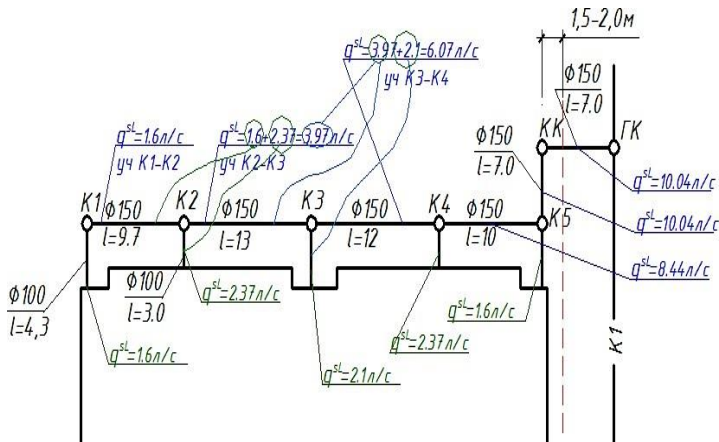 1,5-2,0м
q^sL=3.97+2.1=6.07л/с
уч К3-К4
Ф150
l=7.0
q^sL=1.6л/с
уч К1-К2
q^sL=1.6+2.37=3.97л/с
уч К2-К3
Ф150
l=7.0
КК
ГК
q^sL=10.04л/с
К1
Ф150
l=9.7
К2
Ф150
l=13
К3
Ф150
l=12
К4
Ф150
l=10
К5
q^sL=10.04л/с
q^sL=8.44л/с
Ф100
l=4,3
Ф100
l=3.0
q^sL=2.37л/с
q^sL=1.6л/с
q^sL=1.6л/с
q^sL=2.1л/с
q^sL=2.37л/с
К1